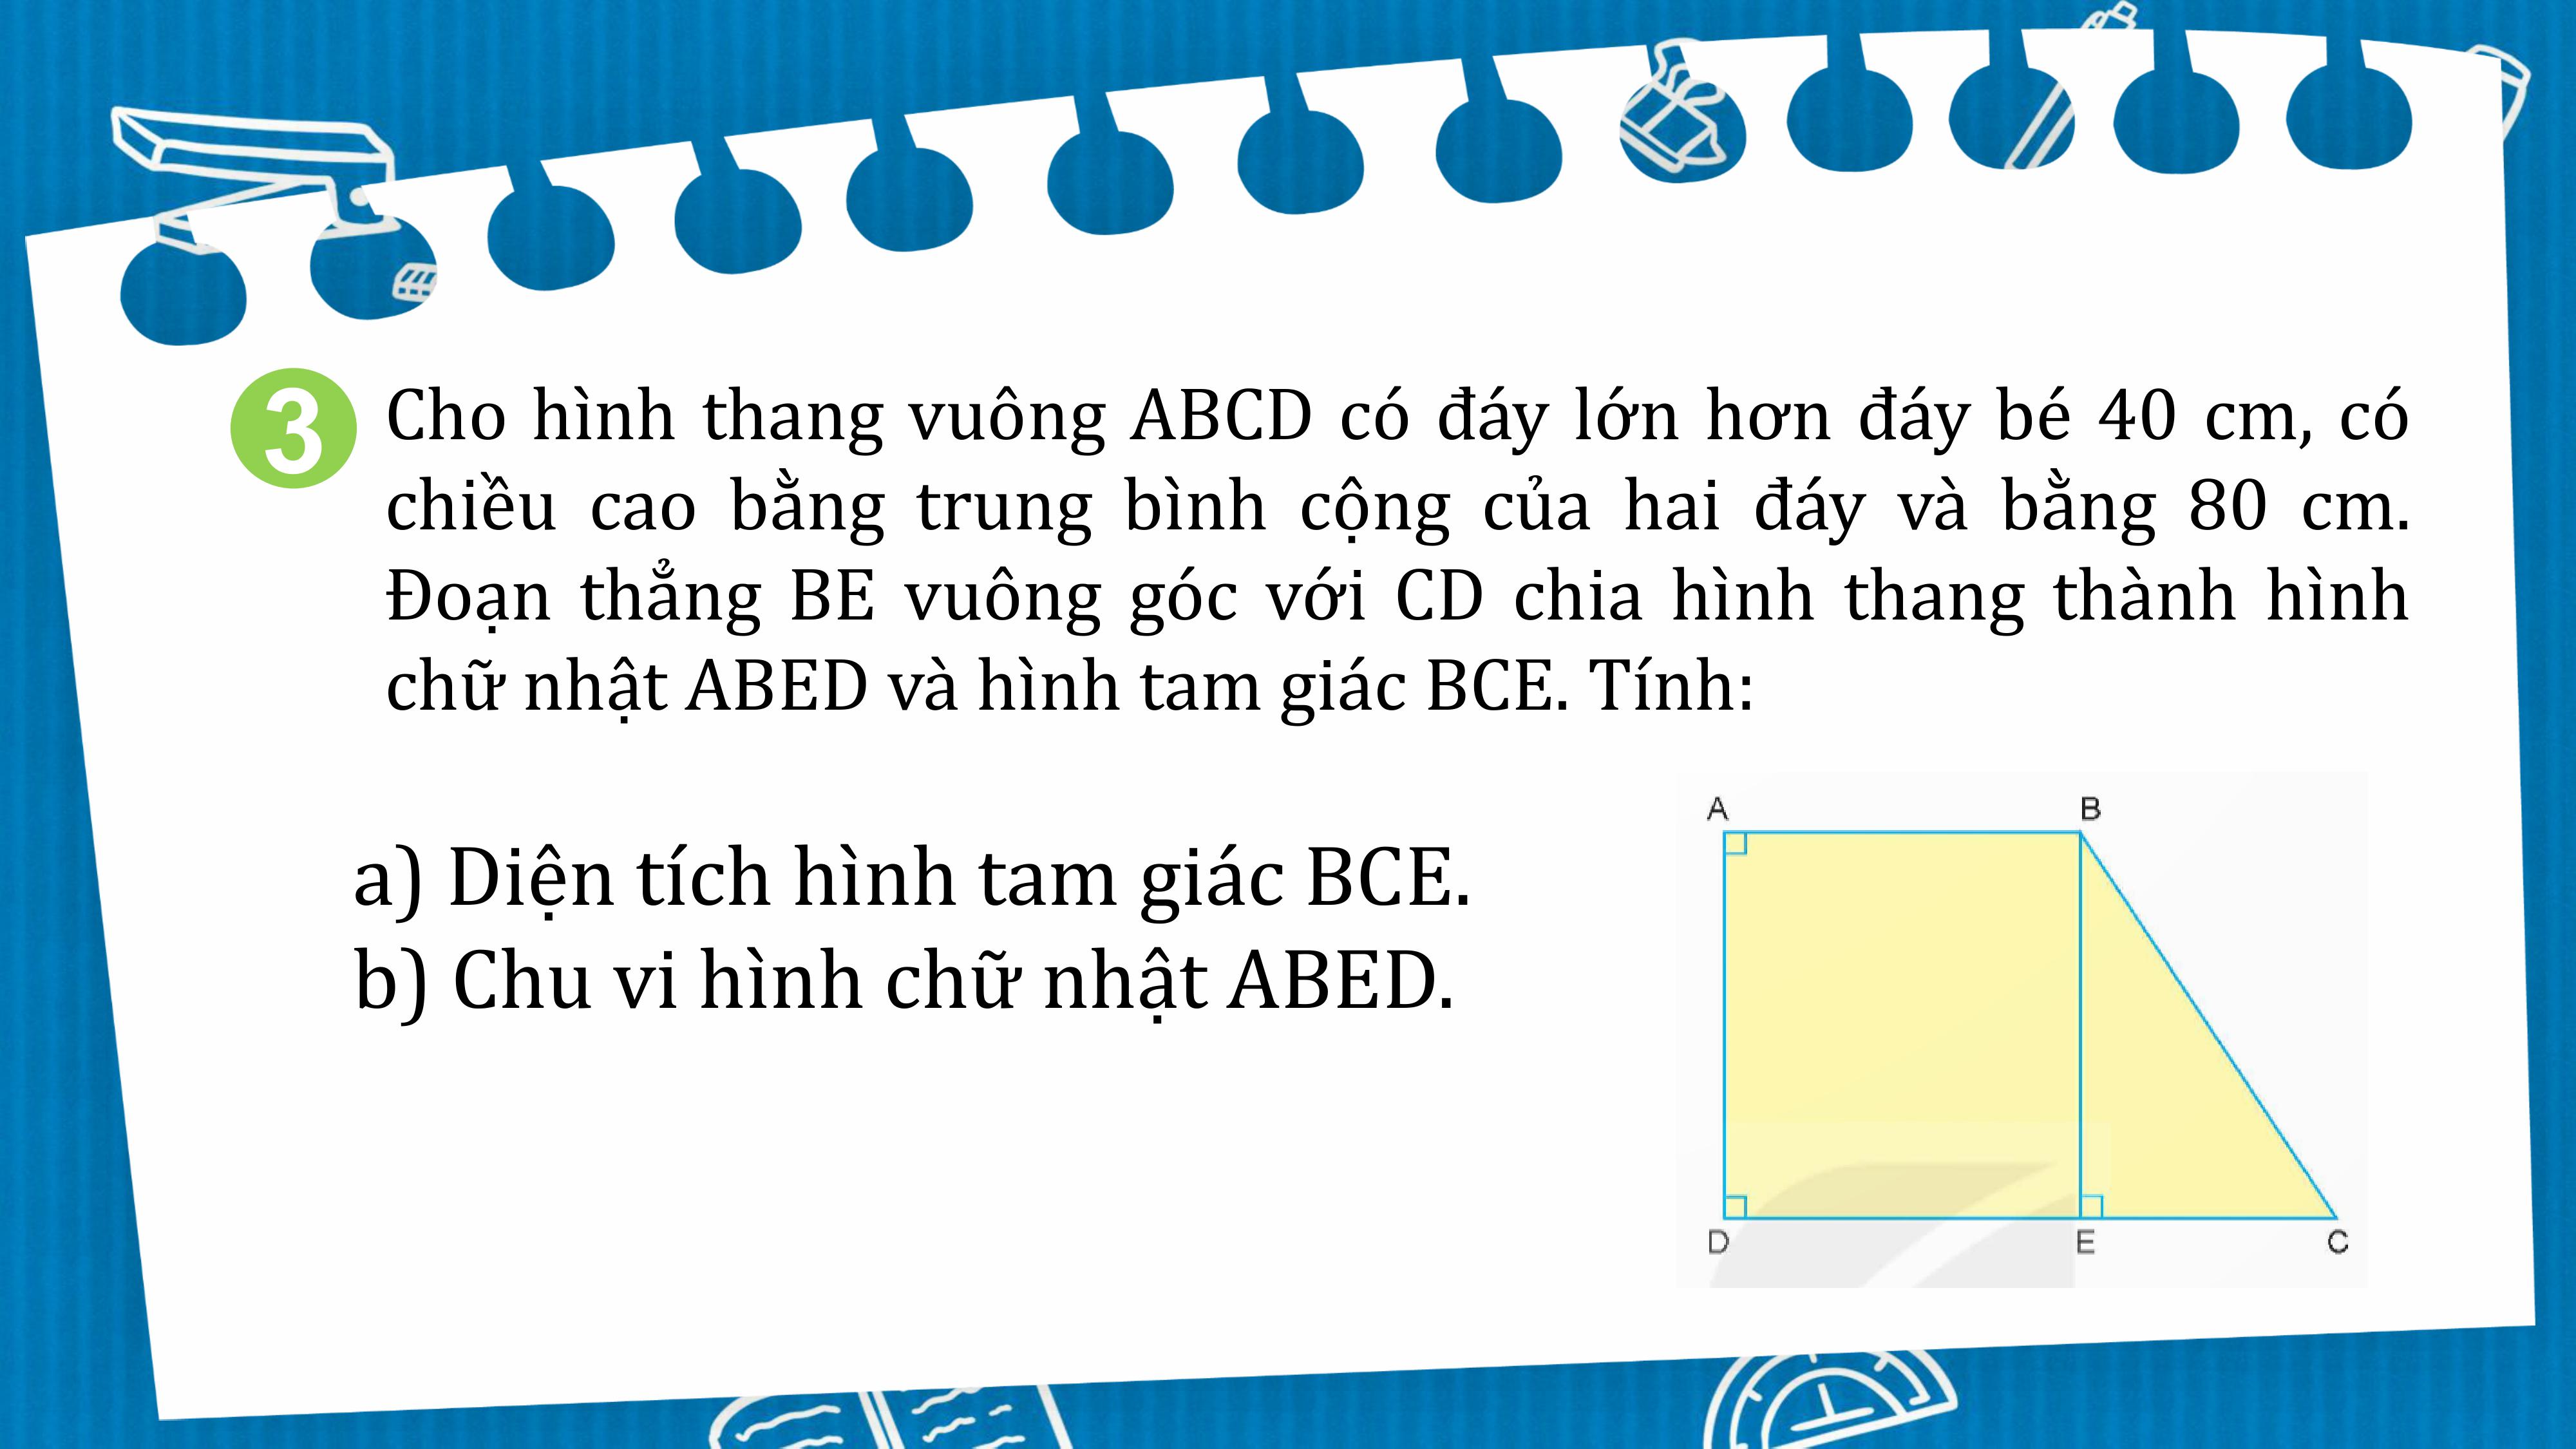 3
Cho hình thang vuông ABCD có đáy lớn hơn đáy bé 40 cm, có
chiều cao bằng trung bình cộng của hai đáy và bằng 80 cm.
Đoạn thẳng BE vuông góc với CD chia hình thang thành hình
chữ nhật ABED và hình tam giác BCE. Tính:
a) Diện tích hình tam giác BCE.
b) Chu vi hình chữ nhật ABED.
A B
D E C